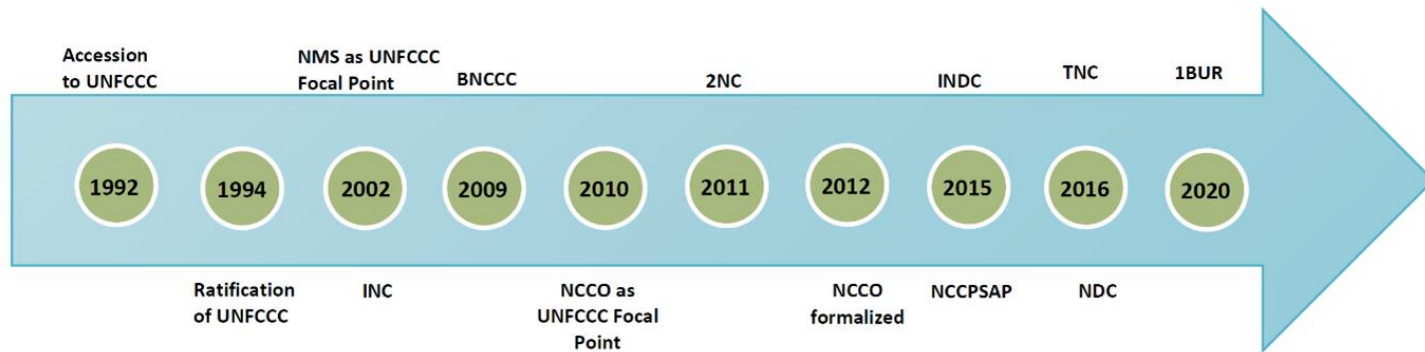 Accession
to UNFCCC
NMS as UNFCCC
Focal Point
BNCCC
2NC
INDC
TNC
1BUR
1992
1994
2002
2009
2010
2011
2012
2015
2016
2020
Ratification
of UNFCCC
INC
NCCO as
UNFCCC Focal
Point
NCCO
formalized
NCCPSAP
NDC